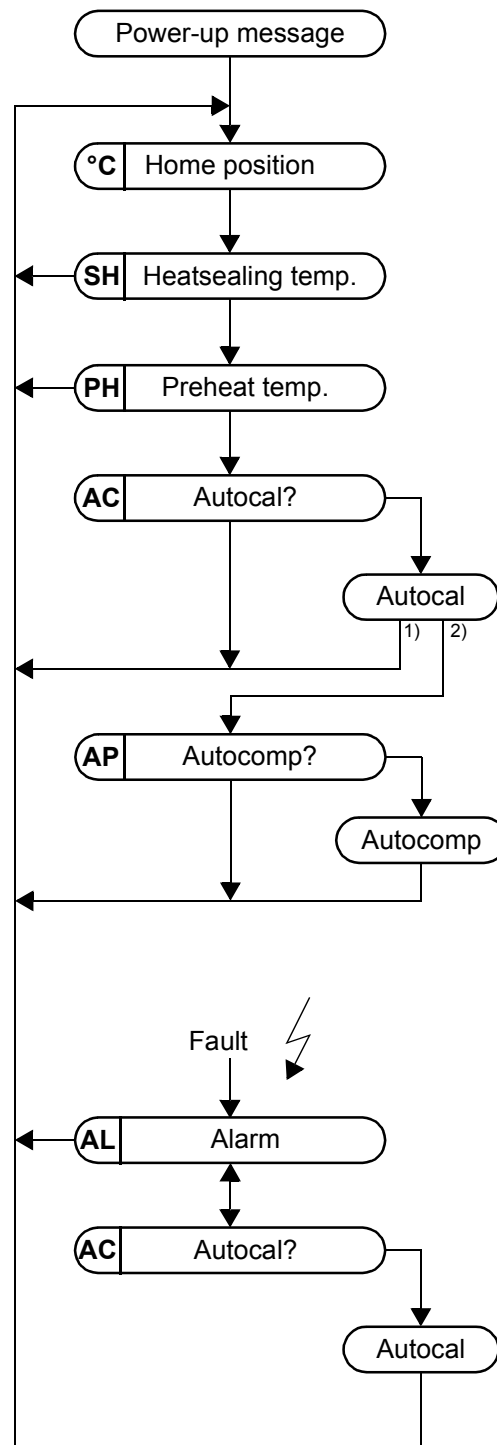 Power-up message
°C Home position
SH Heatsealing temp.
PH Preheat temp.
AC Autocal?
Autocal
1) 2)
AP Autocomp?
Autocomp
Fault
AL Alarm
AC Autocal?
Autocal